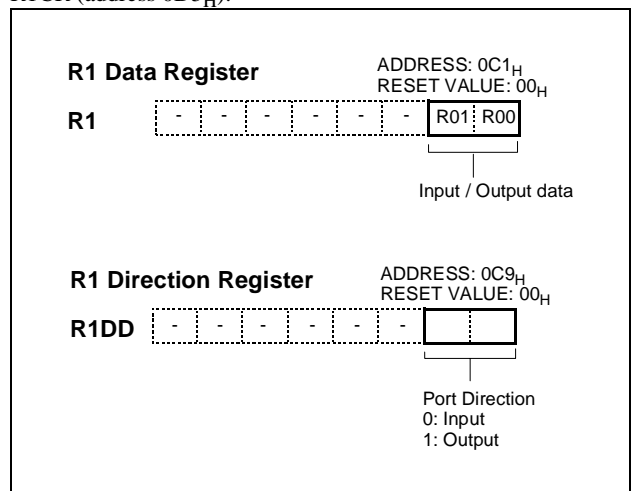 R1 Data Register
ADDRESS: 0C1H
RESET VALUE: 00H
R1 - - - - - - R01 R00
Input / Output data
R1 Direction Register
ADDRESS: 0C9H
RESET VALUE: 00H
R1DD - - - - - -
Port Direction
0: Input
1: Output